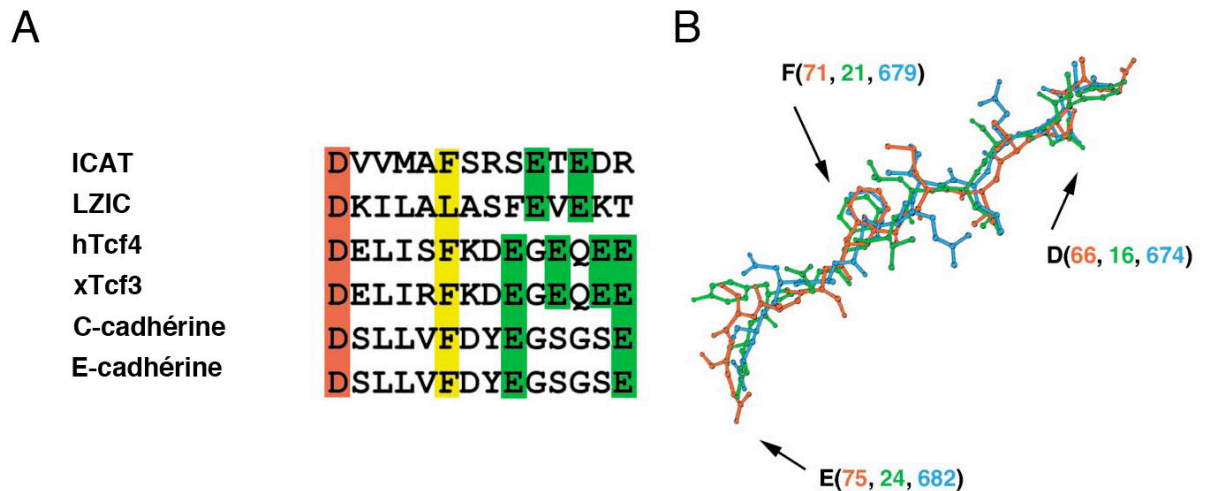 A
B
F(71, 21, 679)
ICAT DVVMAFSRSETEDR
LZIC DKILALASFEVEKT
hTcf4 DELISFKDEGEQEE
xTcf3 DELIRFKDEGEQEE
C-cadhérine DSLLVFDYEGSGSE
E-cadhérine DSLLVFDYEGSGSE
D(66, 16, 674)
E(75, 24, 682)